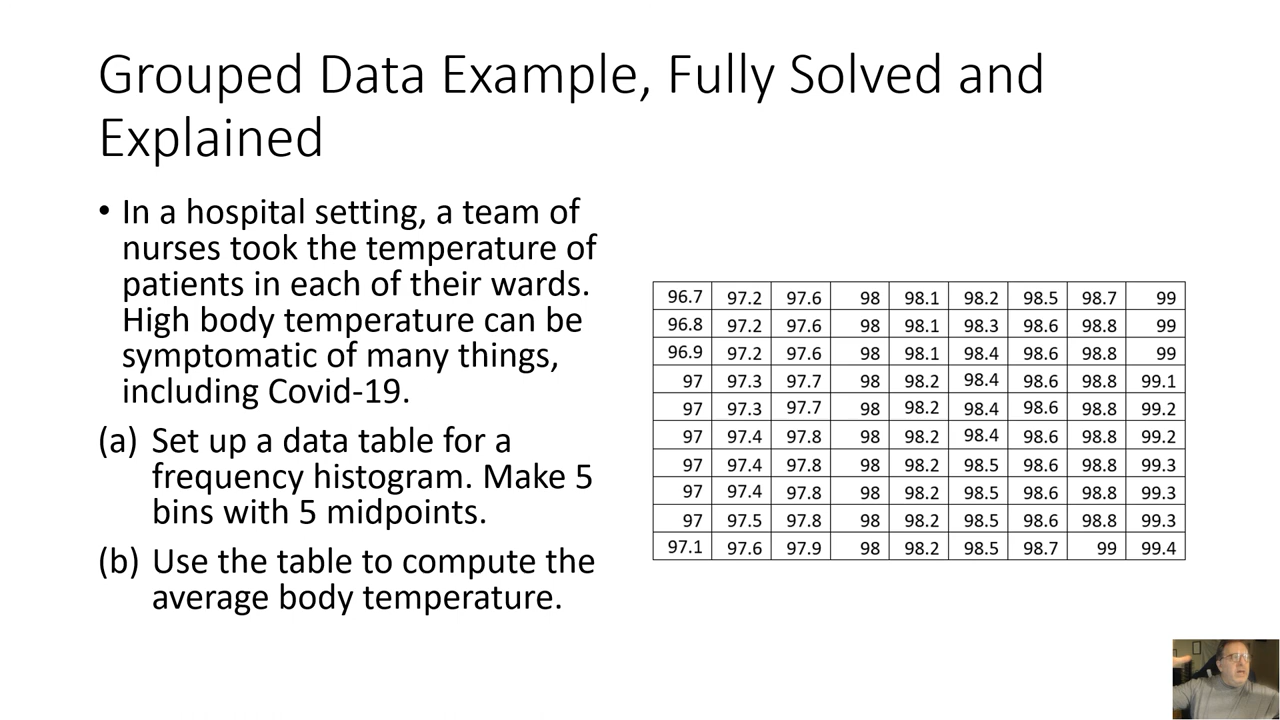 Grouped Data Example, Fully Solved and
Explained
• In a hospital setting, a team of
nurses took the temperature of
patients in each of their wards.
High body temperature can be
symptomatic of many things,
including Covid-19.
(a) Set up a data table for a
frequency histogram. Make 5
bins with 5 midpoints.
(b) Use the table to compute the
average body temperature.
96.7 97.2 97.6 98 98.1 98.2 98.5 98.7 99
96.8 97.2 97.6 98 98.1 98.3 98.6 98.8 99
96.9 97.2 97.6 98 98.1 98.4 98.6 98.8 99
97 97.3 97.7 98 98.2 98.4 98.6 98.8 99.1
97 97.3 97.7 98 98.2 98.4 98.6 98.8 99.2
97 97.4 97.8 98 98.2 98.4 98.6 98.8 99.2
97 97.4 97.8 98 98.2 98.5 98.6 98.8 99.3
97 97.4 97.8 98 98.2 98.5 98.6 98.8 99.3
97 97.5 97.8 98 98.2 98.5 98.6 98.8 99.3
97.1 97.6 97.9 98 98.2 98.5 98.7 99 99.4